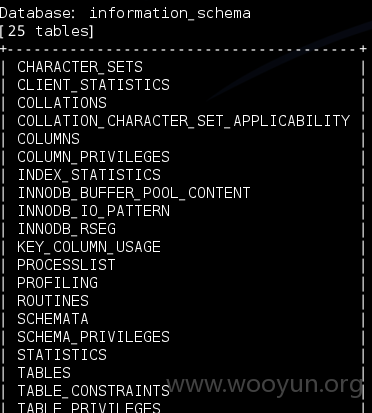 Database: information_schema
[25 tables]
+---------------------------------------+
| CHARACTER_SETS |
| CLIENT_STATISTICS |
| COLLATIONS |
| COLLATION_CHARACTER_SET_APPLICABILITY |
| COLUMNS |
| COLUMN_PRIVILEGES |
| INDEX_STATISTICS |
| INNODB_BUFFER_POOL_CONTENT |
| INNODB_IO_PATTERN |
| INNODB_RSEG |
| KEY_COLUMN_USAGE |
| PROCESSLIST |
| PROFILING |
| ROUTINES |
| SCHEMATA |
| SCHEMA_PRIVILEGES |
| STATISTICS |
| TABLES |
| TABLE_CONSTRAINTS |
| TABLE_PRIVILEGES |
www.wooyun.org